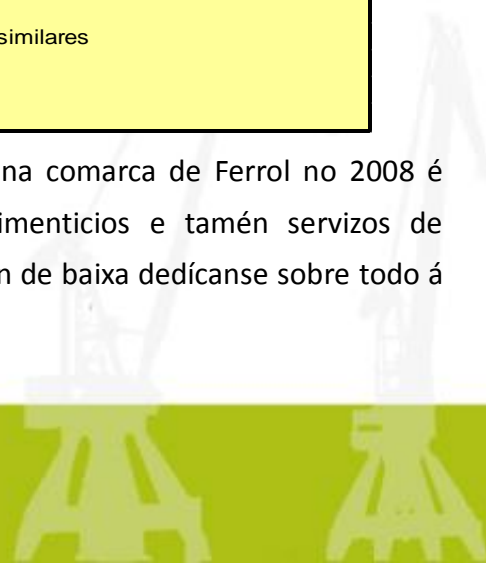 similares
na comarca de Ferrol no 2008 é
imenticios e tamén servizos de
n de baixa dedícanse sobre todo á